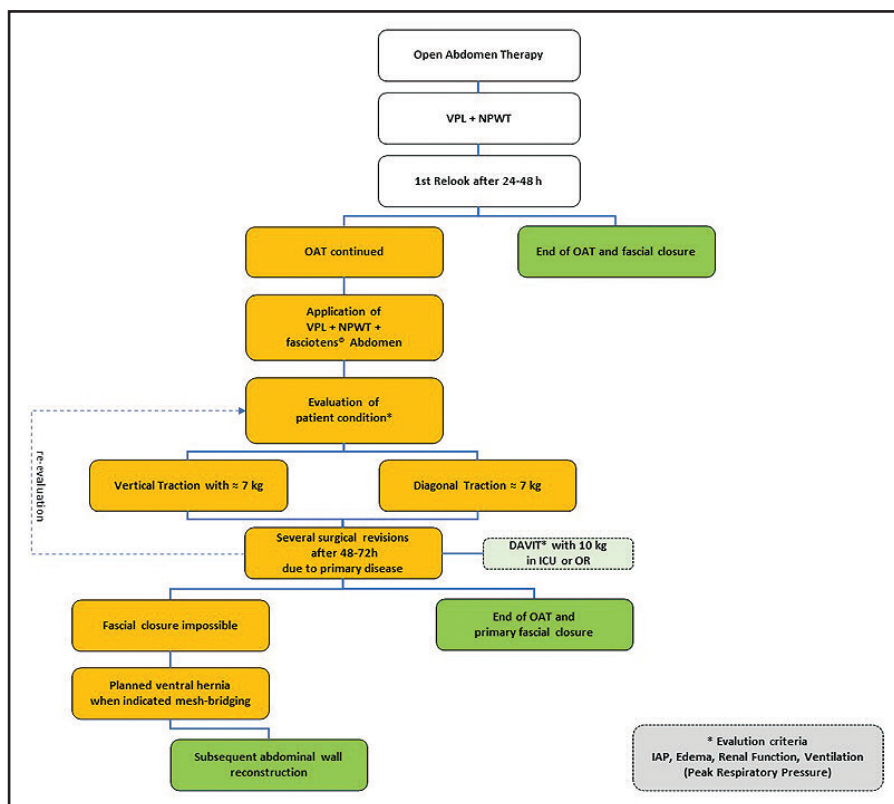 Open Abdomen Therapy
VPL + NPWT
1st Relook after 24-48 h
OAT continued
End of OAT and fascial closure
Application of
VPL + NPWT +
fasciotens® Abdomen
Evaluation of
patient condition*
re-evaluation
Vertical Traction with ≈ 7 kg
Diagonal Traction ≈ 7 kg
Several surgical revisions
after 48-72h
due to primary disease
DAVIT* with 10 kg
in ICU or OR
Fascial closure impossible
End of OAT and
primary fascial closure
Planned ventral hernia
when indicated mesh-bridging
Subsequent abdominal wall
reconstruction
* Evalution criteria
IAP, Edema, Renal Function, Ventilation
(Peak Respiratory Pressure)